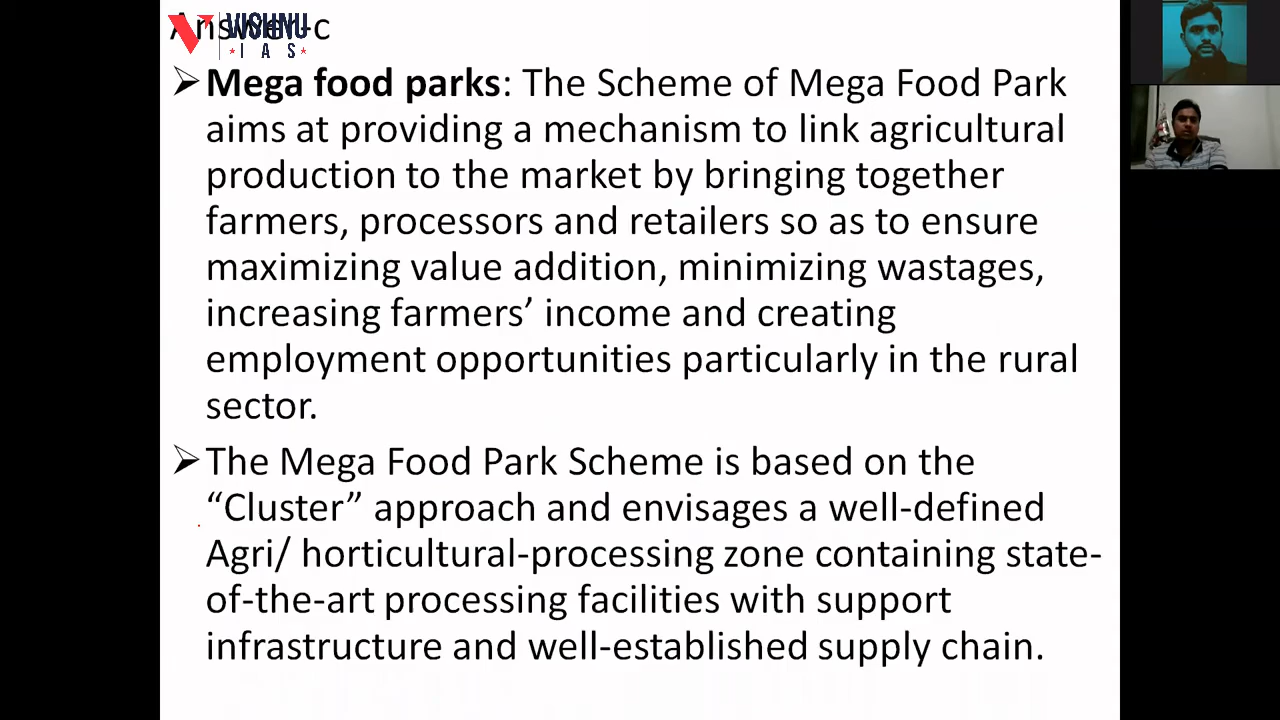 Answer-c
VISHNU
IAS
➢Mega food parks: The Scheme of Mega Food Park
aims at providing a mechanism to link agricultural
production to the market by bringing together
farmers, processors and retailers so as to ensure
maximizing value addition, minimizing wastages,
increasing farmers’ income and creating
employment opportunities particularly in the rural
sector.
➢The Mega Food Park Scheme is based on the
“Cluster” approach and envisages a well-defined
Agri/ horticultural-processing zone containing state-
of-the-art processing facilities with support
infrastructure and well-established supply chain.